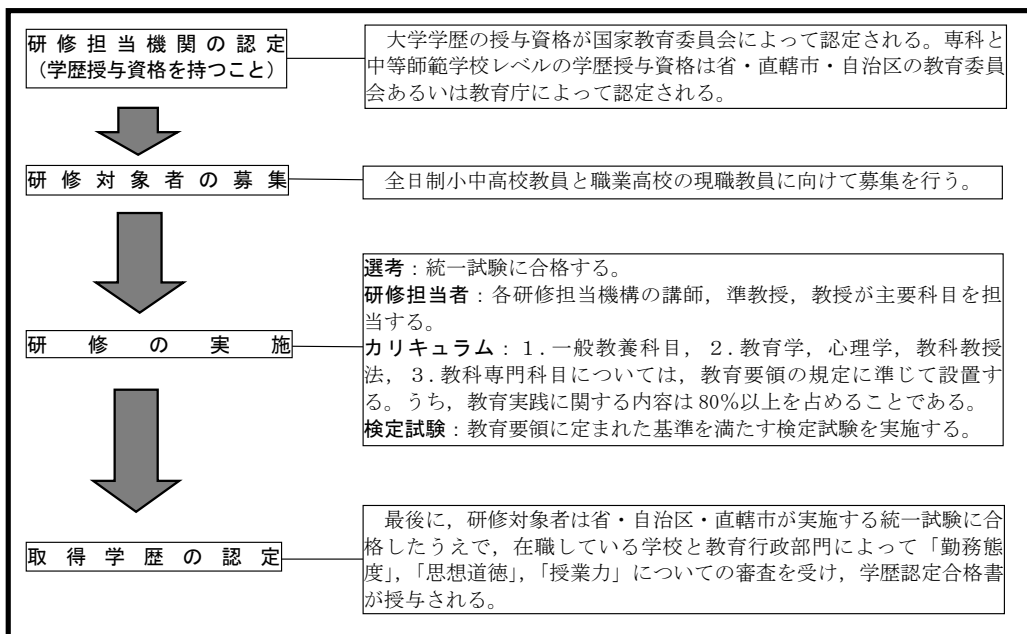 研修担当機関の認定
（学歴授与資格を持つこと）
　大学学歴の授与資格が国家教育委員会によって認定される。専科と
中等師範学校レベルの学歴授与資格は省・直轄市・自治区の教育委員
会あるいは教育庁によって認定される。
研修対象者の募集
　全日制小中高校教員と職業高校の現職教員に向けて募集を行う。
研修の実施
選考：統一試験に合格する。
研修担当者：各研修担当機構の講師，準教授，教授が主要科目を担
当する。
カリキュラム：１.一般教養科目，２.教育学，心理学，教科教授
法，３.教科専門科目については，教育要領の規定に準じて設置す
る。うち，教育実践に関する内容は80％以上を占めることである。
検定試験：教育要領に定まれた基準を満たす検定試験を実施する。
取得学歴の認定
　最後に，研修対象者は省・自治区・直轄市が実施する統一試験に合
格したうえで，在職している学校と教育行政部門によって「勤務態
度」，「思想道徳」，「授業力」についての審査を受け，学歴認定合格書
が授与される。